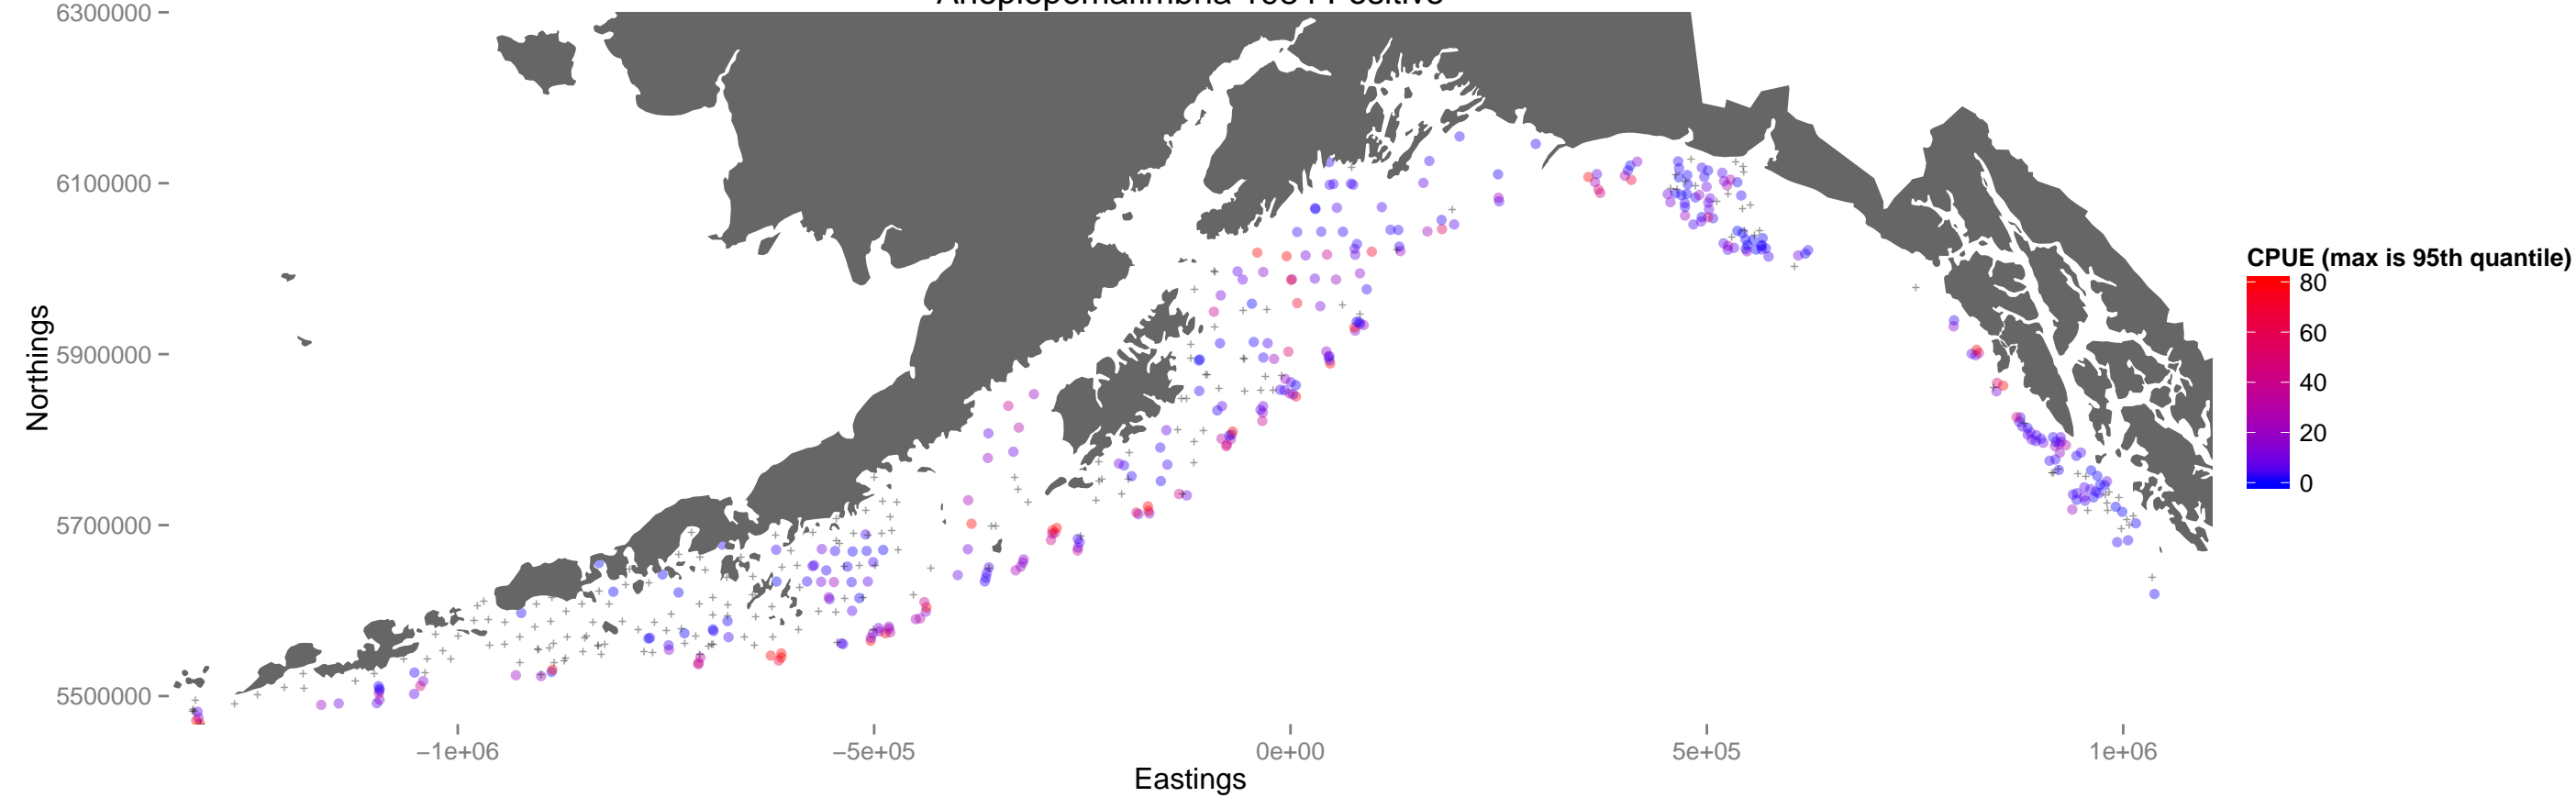 6300000
6100000
5900000
5700000
5500000
Northings
−1e+06
−5e+05
0e+00
5e+05
1e+06
Eastings
CPUE (max is 95th quantile)
80
60
40
20
0